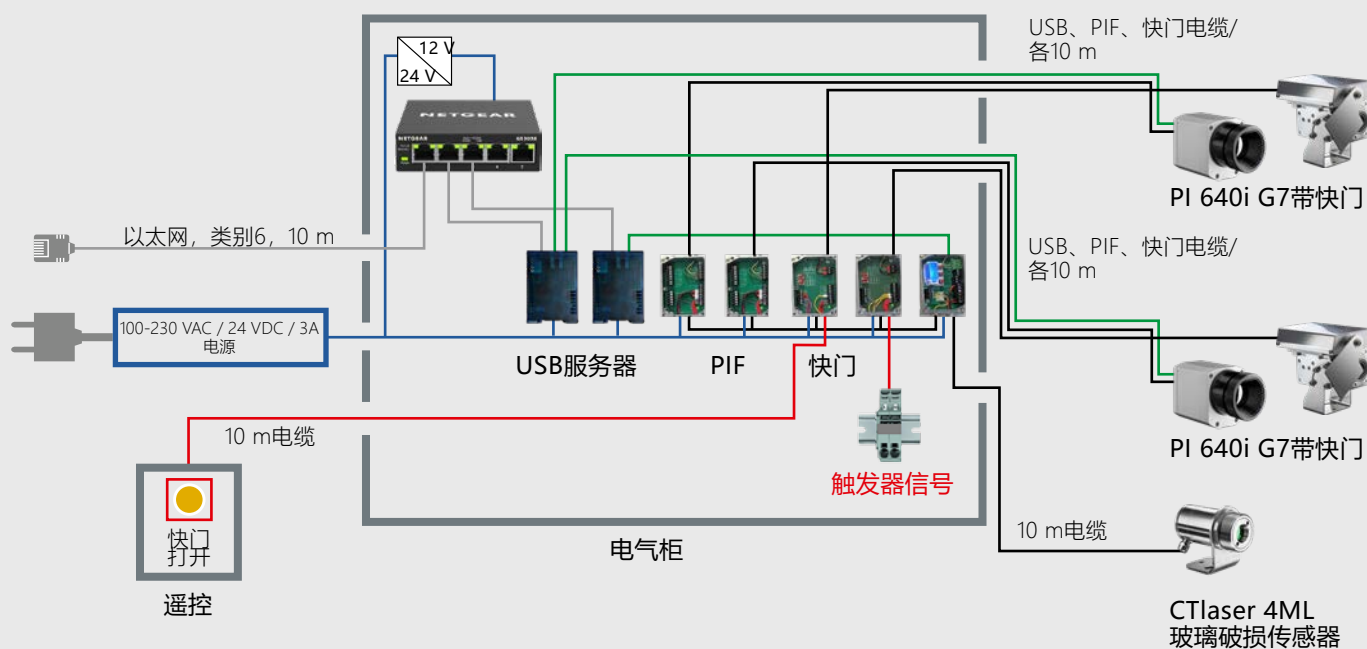 USB、PIF、快门电缆/
各10 m
12 V
24 V
NETGEAR
NETGEAR
PI 640i G7带快门
以太网，类别6，10 m
USB、PIF、快门电缆/
各10 m
100-230 VAC / 24 VDC / 3A
电源
USB服务器
PIF
快门
10 m电缆
PI 640i G7带快门
触发器信号
快门
打开
10 m电缆
电气柜
遥控
CTlaser 4ML
玻璃破损传感器